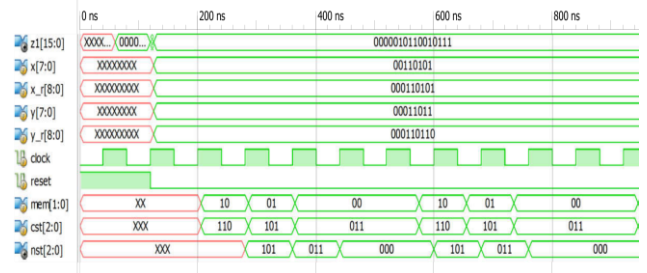 0 ns 200 ns 400 ns 600 ns 800 ns
z1[15:0] XXXX... 0000... 0000010110010111
x[7:0] XXXXXXXX 00110101
x_r[8:0] XXXXXXXXX 000110101
y[7:0] XXXXXXXX 00011011
y_r[8:0] XXXXXXXXX 000110110
clock
reset
mem[1:0] XX 10 01 00 10 01 00
cst[2:0] XXX 110 101 011 110 101 011
nst[2:0] XXX 101 011 000 101 011 000